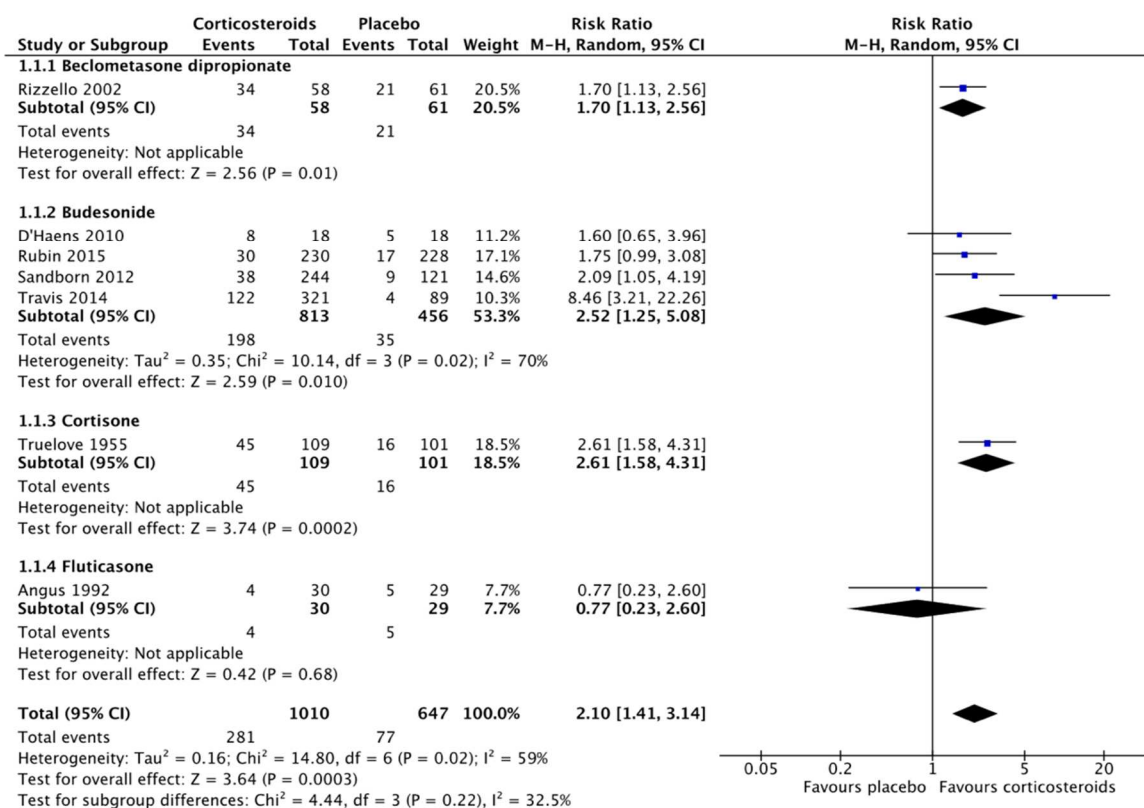 Corticosteroids Placebo Risk Ratio Risk Ratio
Study or Subgroup Events Total Events Total Weight M-H, Random, 95% CI M-H, Random, 95% CI
1.1.1 Beclometasone dipropionate
Rizzello 2002 34 58 21 61 20.5% 1.70 [1.13, 2.56]
Subtotal (95% CI) 58 61 20.5% 1.70 [1.13, 2.56]
Total events 34 21
Heterogeneity: Not applicable
Test for overall effect: Z = 2.56 (P = 0.01)
1.1.2 Budesonide
D'Haens 2010 8 18 5 18 11.2% 1.60 [0.65, 3.96]
Rubin 2015 30 230 17 228 17.1% 1.75 [0.99, 3.08]
Sandborn 2012 38 244 9 121 14.6% 2.09 [1.05, 4.19]
Travis 2014 122 321 4 89 10.3% 8.46 [3.21, 22.26]
Subtotal (95% CI) 813 456 53.3% 2.52 [1.25, 5.08]
Total events 198 35
Heterogeneity: Tau² = 0.35; Chi² = 10.14, df = 3 (P = 0.02); I² = 70%
Test for overall effect: Z = 2.59 (P = 0.010)
1.1.3 Cortisone
Truelove 1955 45 109 16 101 18.5% 2.61 [1.58, 4.31]
Subtotal (95% CI) 109 101 18.5% 2.61 [1.58, 4.31]
Total events 45 16
Heterogeneity: Not applicable
Test for overall effect: Z = 3.74 (P = 0.0002)
1.1.4 Fluticasone
Angus 1992 4 30 5 29 7.7% 0.77 [0.23, 2.60]
Subtotal (95% CI) 30 29 7.7% 0.77 [0.23, 2.60]
Total events 4 5
Heterogeneity: Not applicable
Test for overall effect: Z = 0.42 (P = 0.68)
Total (95% CI) 1010 647 100.0% 2.10 [1.41, 3.14]
Total events 281 77
Heterogeneity: Tau² = 0.16; Chi² = 14.80, df = 6 (P = 0.02); I² = 59%
Test for overall effect: Z = 3.64 (P = 0.0003)
Test for subgroup differences: Chi² = 4.44, df = 3 (P = 0.22), I² = 32.5%
0.05 0.2 1 5 20
Favours placebo Favours corticosteroids